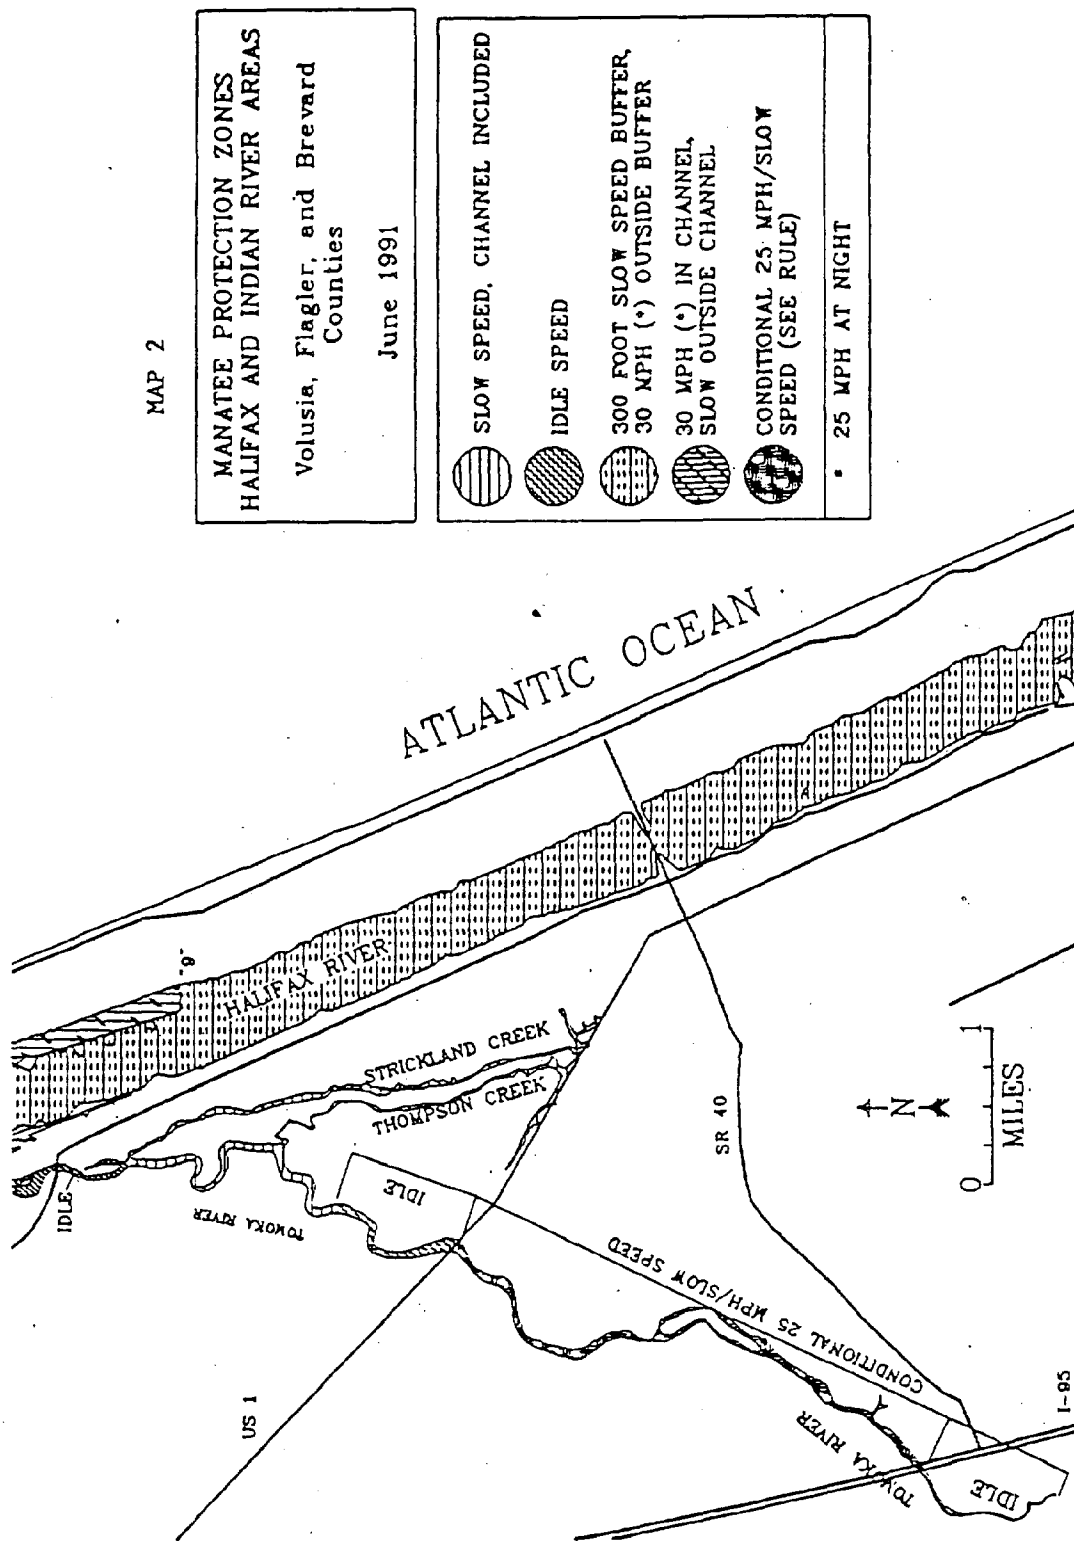 MAP 2
MANATEE PROTECTION ZONES
HALIFAX AND INDIAN RIVER AREAS
Volusia, Flagler, and Brevard
Counties
June 1991
SLOW SPEED, CHANNEL INCLUDED
IDLE SPEED
300 FOOT SLOW SPEED BUFFER,
30 MPH (*) OUTSIDE BUFFER
30 MPH (*) IN CHANNEL,
SLOW OUTSIDE CHANNEL
CONDITIONAL 25 MPH/SLOW
SPEED (SEE RULE)
* 25 MPH AT NIGHT
ATLANTIC OCEAN
HALIFAX RIVER
STRICKLAND CREEK
THOMPSON CREEK
IDLE
TOMOKA RIVER
IDLE
US 1
CONDITIONAL 25 MPH/SLOW SPEED
SR 40
TOMOKA RIVER
IDLE
I-95
N
0 1
MILES